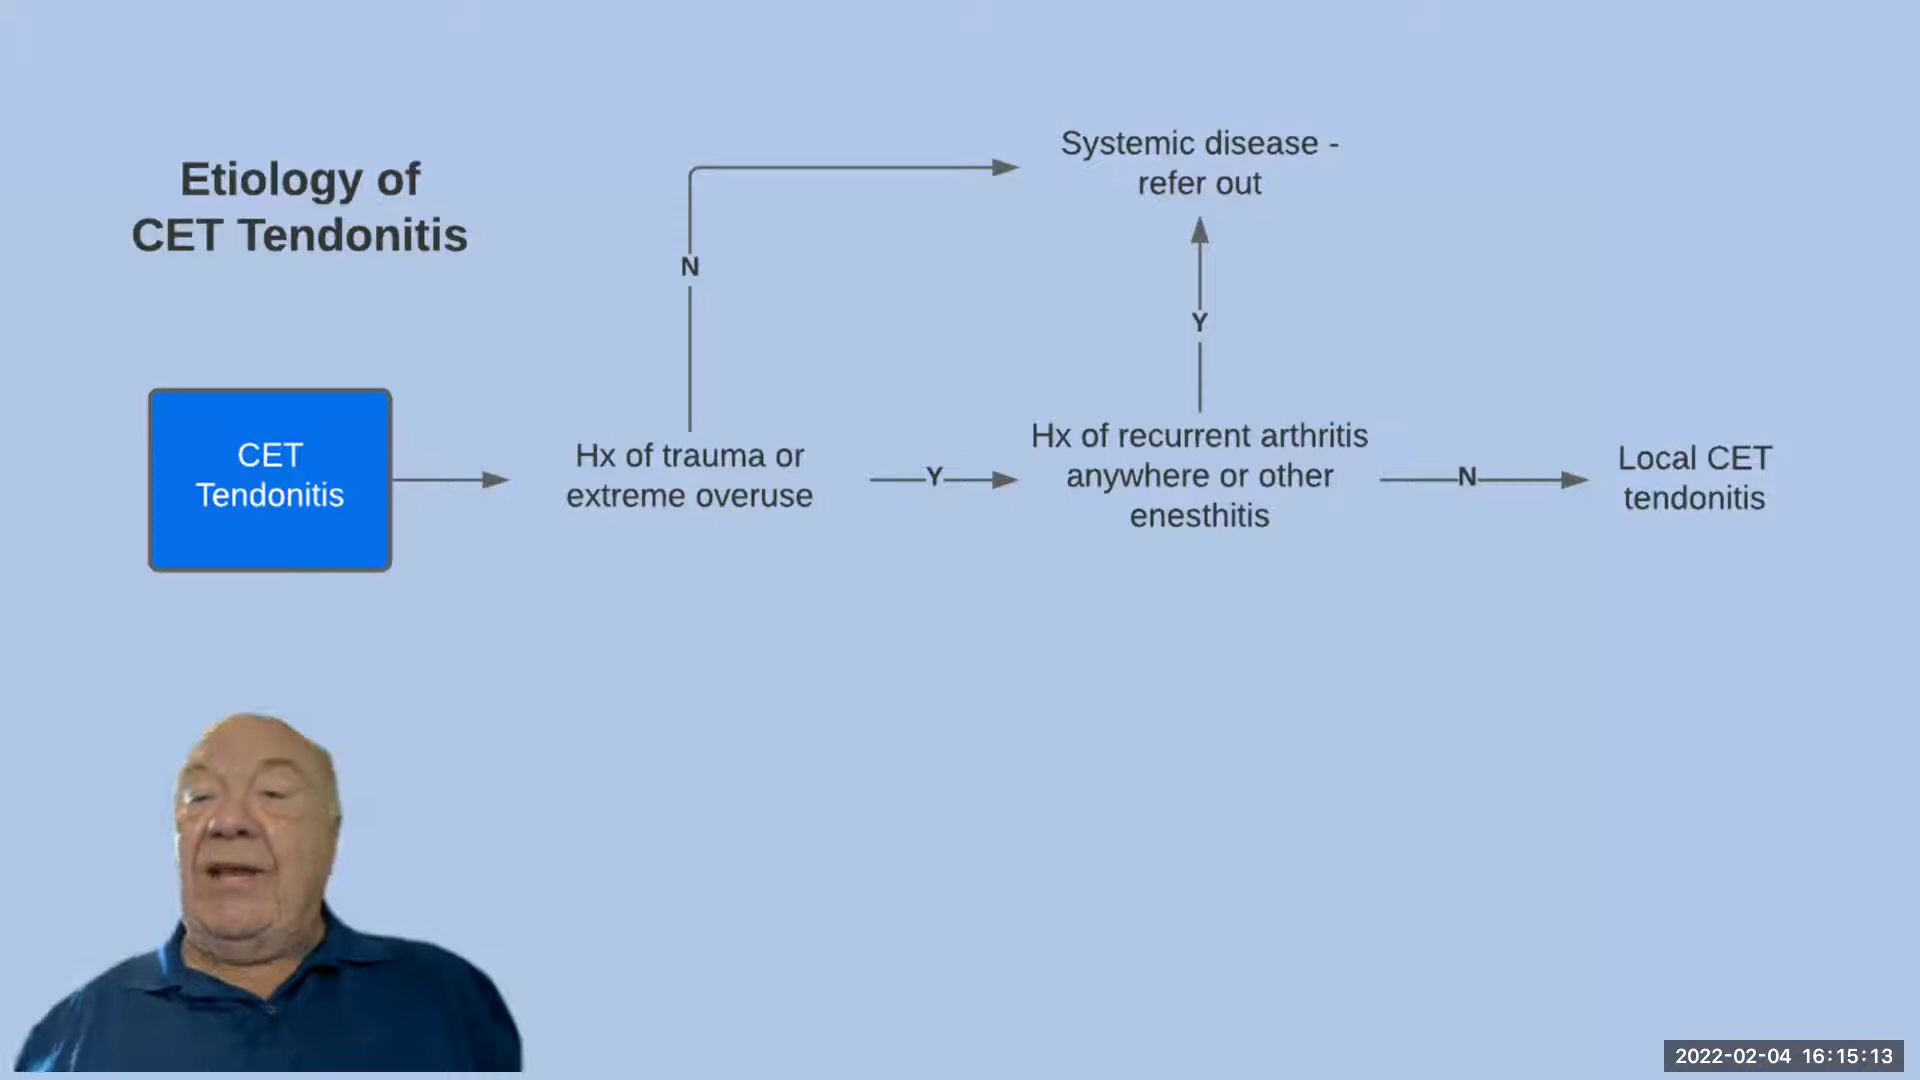 Etiology of
CET Tendonitis
Systemic disease -
refer out
N
Y
CET
Tendonitis
Hx of trauma or
extreme overuse
Y
Hx of recurrent arthritis
anywhere or other
enesthitis
N
Local CET
tendonitis
2022-02-04 16:15:13